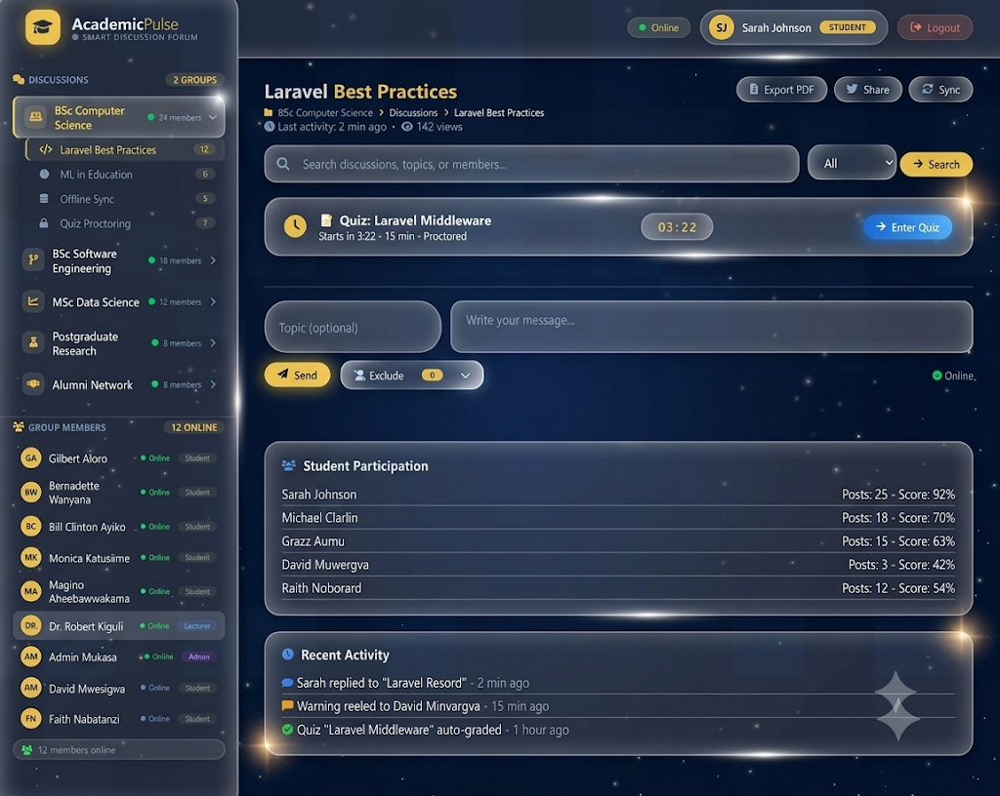 AcademicPulse
SMART DISCUSSION FORUM
DISCUSSIONS
2 GROUPS
BSc Computer Science
24 members
Laravel Best Practices
12
ML in Education
6
Offline Sync
5
Quiz Proctoring
7
BSc Software Engineering
18 members
MSc Data Science
12 members
Postgraduate Research
8 members
Alumni Network
8 members
GROUP MEMBERS
12 ONLINE
GA
Gilbert Aloro
Online
Student
BW
Bernadette Wanyana
Online
Student
BC
Bill Clinton Ayiko
Online
Student
MK
Monica Katusiime
Online
Student
MA
Magino Aheebawwakama
Online
Student
DR.
Dr. Robert Kiguli
Online
Lecturer
AM
Admin Mukasa
Online
Admin
AM
David Mwesigwa
Online
Student
FN
Faith Nabatanzi
Online
Student
12 members online
Online
SJ
Sarah Johnson
STUDENT
Logout
Laravel Best Practices
BSc Computer Science > Discussions > Laravel Best Practices
Last activity: 2 min ago · 142 views
Export PDF
Share
Sync
Search discussions, topics, or members...
All
Search
Quiz: Laravel Middleware
Starts in 3:22 - 15 min - Proctored
03:22
Enter Quiz
Topic (optional)
Write your message...
Send
Exclude
0
Online
Student Participation
Sarah Johnson Posts: 25 - Score: 92%
Michael Clarlin Posts: 18 - Score: 70%
Grazz Aumu Posts: 15 - Score: 63%
David Muwergva Posts: 3 - Score: 42%
Raith Noborard Posts: 12 - Score: 54%
Recent Activity
Sarah replied to "Laravel Resord" - 2 min ago
Warning reeled to David Minvargva - 15 min ago
Quiz "Laravel Middleware" auto-graded - 1 hour ago